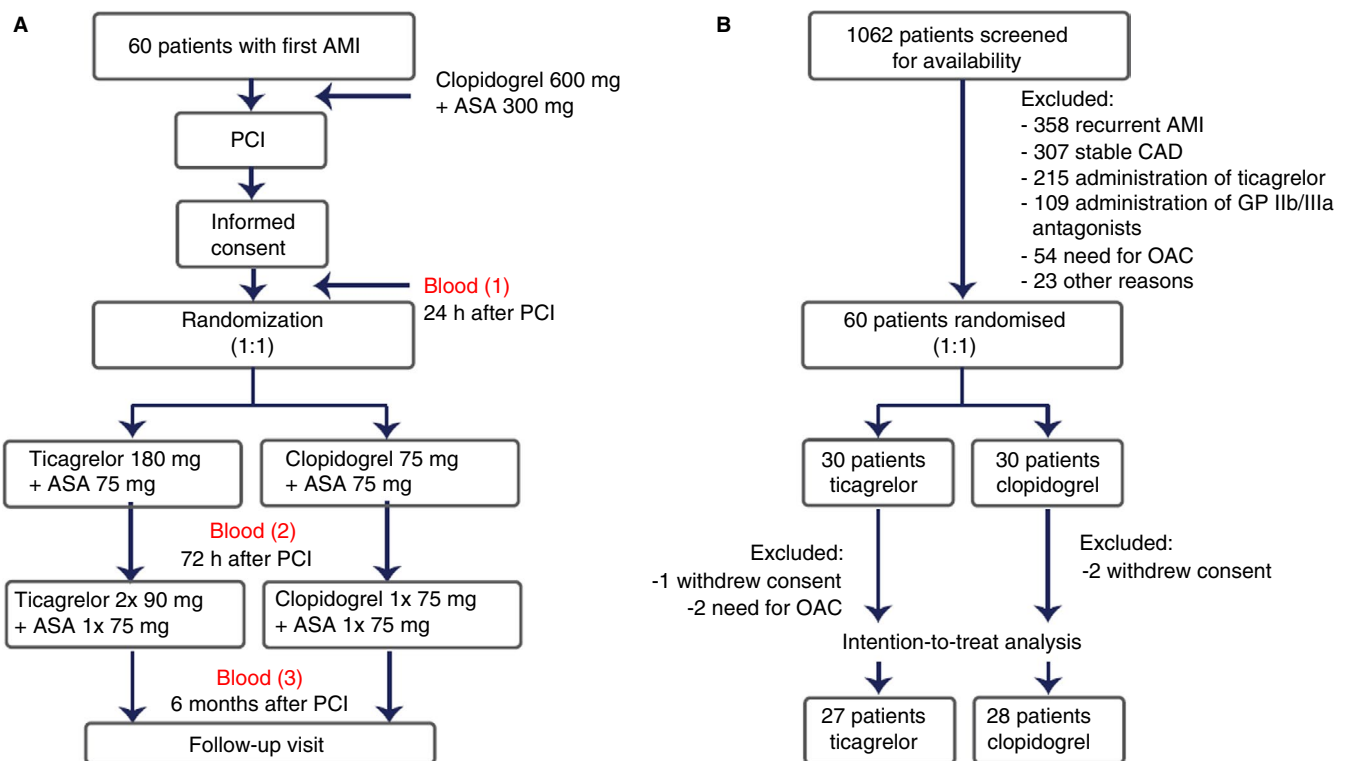 A
60 patients with first AMI
Clopidogrel 600 mg
+ ASA 300 mg
PCI
Informed
consent
Blood (1)
24 h after PCI
Randomization
(1:1)
Ticagrelor 180 mg
+ ASA 75 mg
Clopidogrel 75 mg
+ ASA 75 mg
Blood (2)
72 h after PCI
Ticagrelor 2x 90 mg
+ ASA 1x 75 mg
Clopidogrel 1x 75 mg
+ ASA 1x 75 mg
Blood (3)
6 months after PCI
Follow-up visit
B
1062 patients screened
for availability
Excluded:
- 358 recurrent AMI
- 307 stable CAD
- 215 administration of ticagrelor
- 109 administration of GP IIb/IIIa
antagonists
- 54 need for OAC
- 23 other reasons
60 patients randomised
(1:1)
30 patients
ticagrelor
30 patients
clopidogrel
Excluded:
-1 withdrew consent
-2 need for OAC
Excluded:
-2 withdrew consent
Intention-to-treat analysis
27 patients
ticagrelor
28 patients
clopidogrel